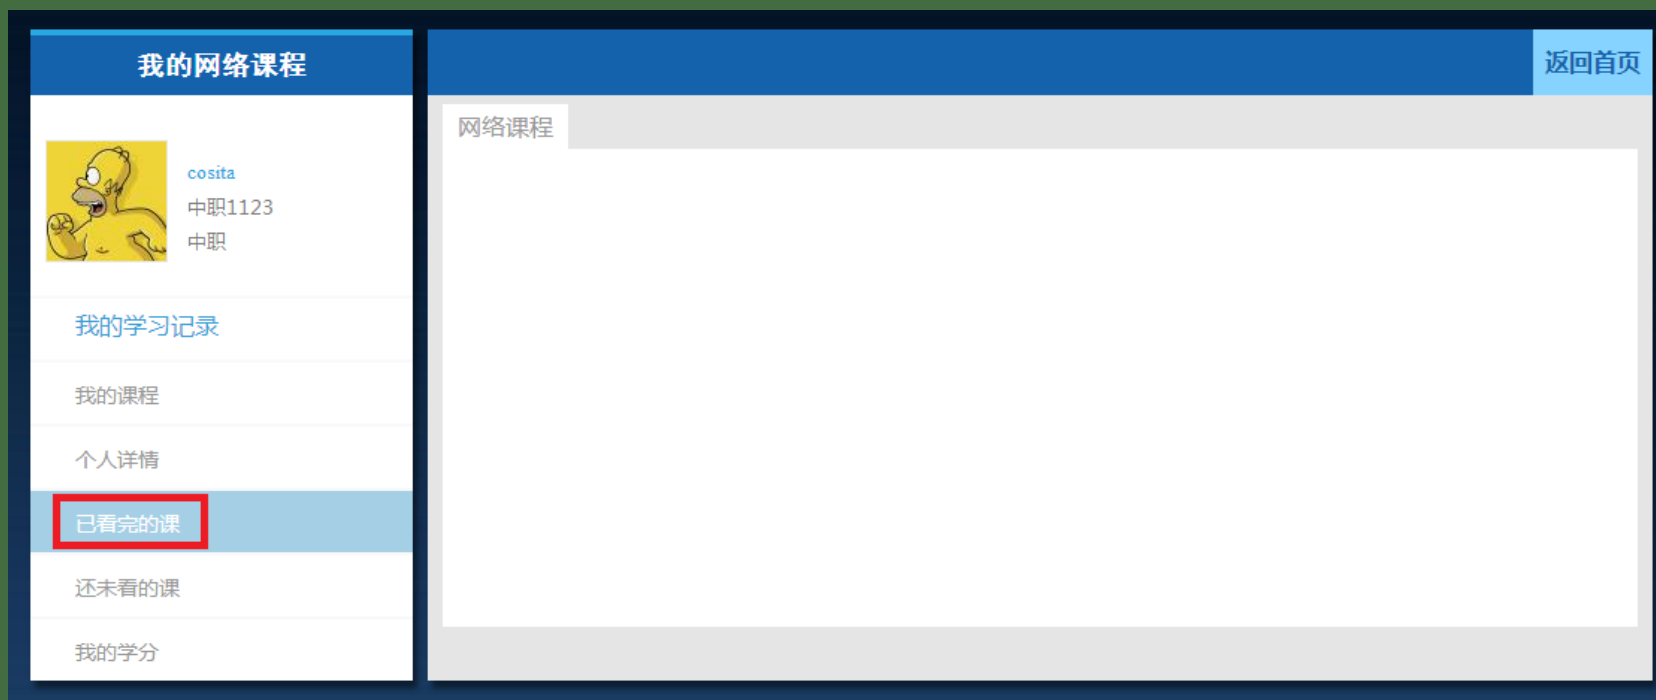 我的网络课程
返回首页
网络课程
cosita
中职1123
中职
我的学习记录
我的课程
个人详情
已看完的课
还未看的课
我的学分